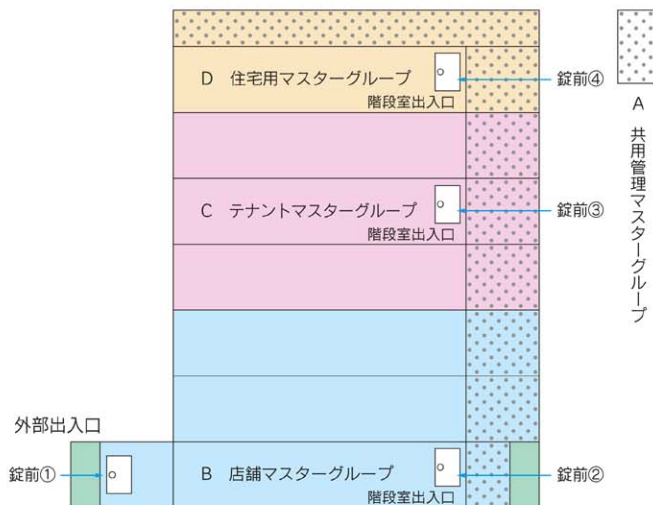 D 住宅用マスターグループ
階段室出入口
錠前④
A 共用管理マスターグループ
C テナントマスターグループ
階段室出入口
錠前③
外部出入口
錠前①
B 店舗マスターグループ
階段室出入口
錠前②